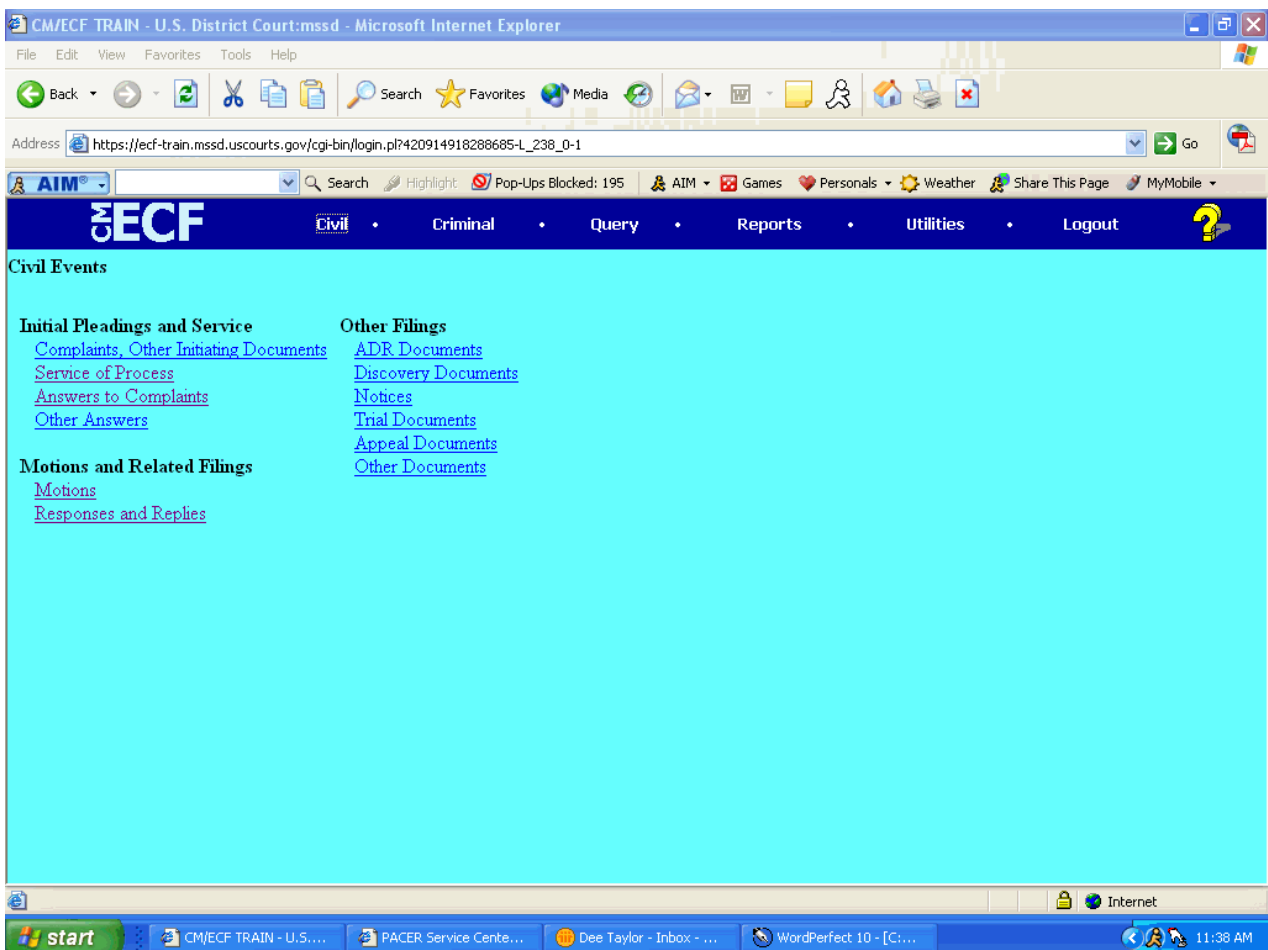 CM/ECF TRAIN - U.S. District Court:mssd - Microsoft Internet Explorer
File Edit View Favorites Tools Help
Back Search Favorites Media
Address https://ecf-train.mssd.uscourts.gov/cgi-bin/login.pl?420914918288685-L_238_0-1 Go
AIM® Search Highlight Pop-Ups Blocked: 195 AIM Games Personals Weather Share This Page MyMobile
CM ECF Civil • Criminal • Query • Reports • Utilities • Logout ?
Civil Events
Initial Pleadings and Service
Complaints, Other Initiating Documents
Service of Process
Answers to Complaints
Other Answers
Motions and Related Filings
Motions
Responses and Replies
Other Filings
ADR Documents
Discovery Documents
Notices
Trial Documents
Appeal Documents
Other Documents
Internet
start CM/ECF TRAIN - U.S.... PACER Service Cente... Dee Taylor - Inbox - ... WordPerfect 10 - [C:... 11:38 AM